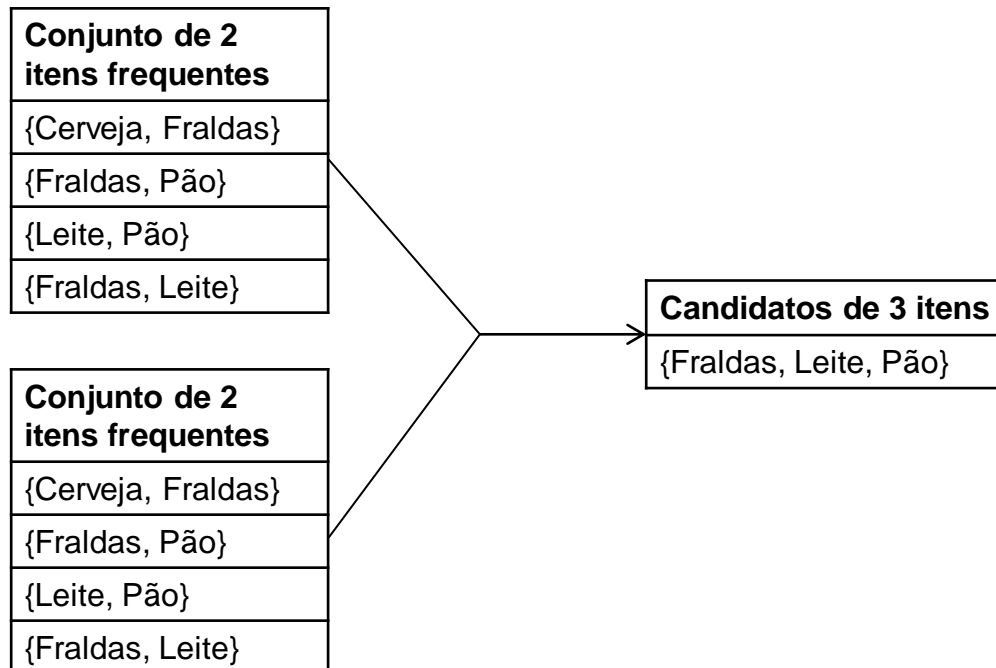 Conjunto de 2
itens frequentes
{Cerveja, Fraldas}
{Fraldas, Pão}
{Leite, Pão}
{Fraldas, Leite}
Candidatos de 3 itens
{Fraldas, Leite, Pão}
Conjunto de 2
itens frequentes
{Cerveja, Fraldas}
{Fraldas, Pão}
{Leite, Pão}
{Fraldas, Leite}